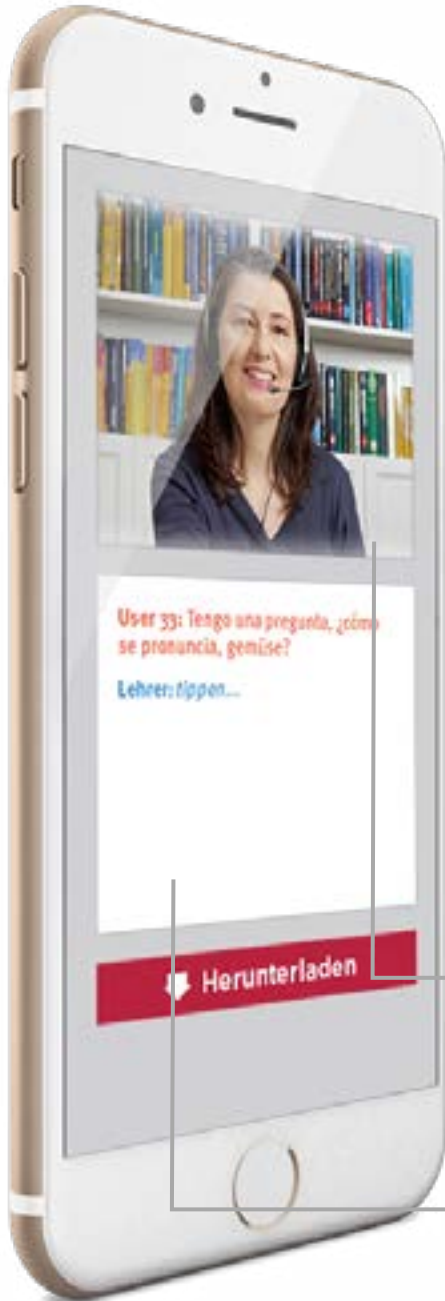 User 33: Tengo una pregunta, ¿cómo
se pronuncia, gemüse?
Lehrer: tippen...
Herunterladen